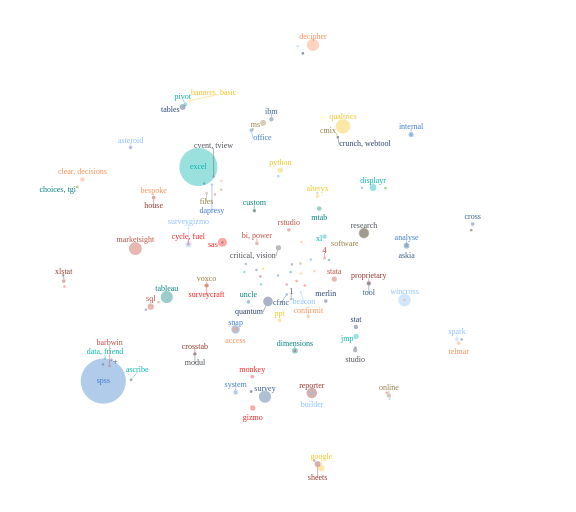 decipher
pivot
banners, basic
tables
ibm
ms
office
qualtrics
cmix
crunch, webtool
internal
asteroid
cvent, tview
excel
python
clear, decisions
choices, tgi
bespoke
house
files
dapresy
custom
alteryx
mtab
displayr
cross
surveygizmo
cycle, fuel
marketsight
sas
bi, power
rstudio
critical, vision
xl
4
software
research
analyse
askia
xlstat
voxco
surveycraft
tableau
sql
stata
proprietary
tool
uncle
cfmc
quantum
1
beacon
confirmit
merlin
wincross
ppt
snap
access
stat
jmp
studio
spark
telmar
barbwin
data, friend
+
ascribe
spss
crosstab
modul
dimensions
monkey
system
survey
gizmo
reporter
builder
online
google
sheets